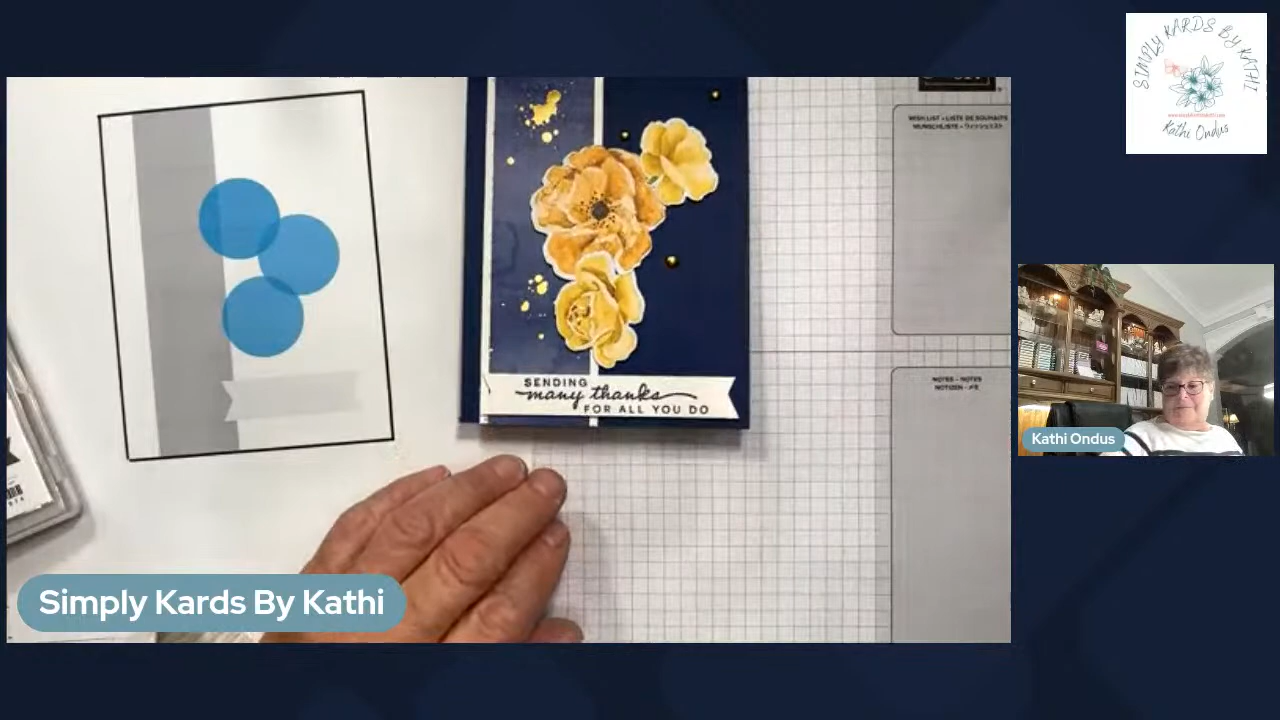 SIMPLY KARDS BY KATHI
Kathi Ondus
WISH LIST • LISTE DE SOUHAITS
WUNSCHLISTE •
SENDING
many thanks
FOR ALL YOU DO
NOTES – NOTES
NOTIZEN •
Kathi Ondus
Simply Kards By Kathi